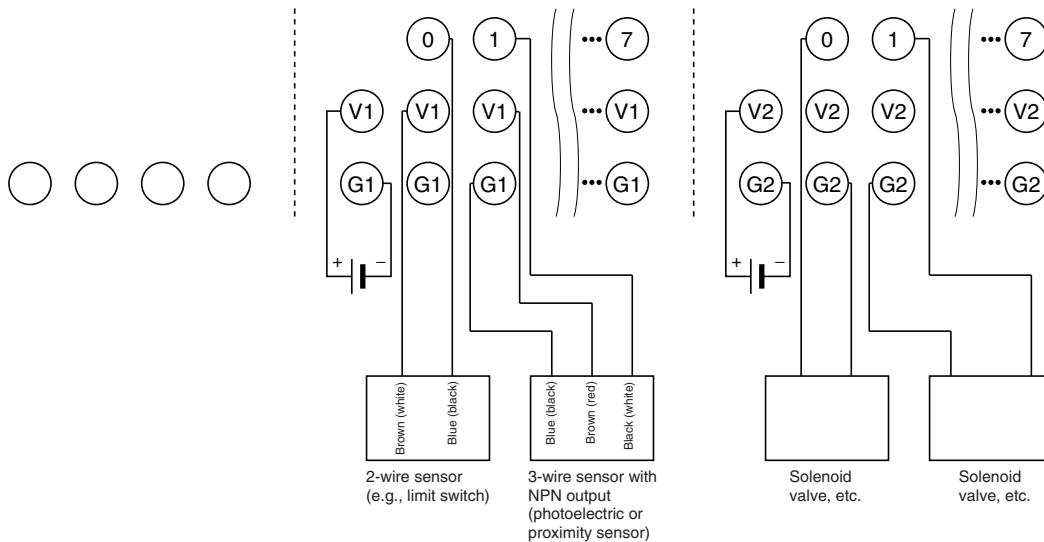 0 1 ••• 7 0 1 ••• 7
V1 V1 V1 ••• V1 V2 V2 V2 ••• V2
G1 G1 G1 ••• G1 G2 G2 G2 ••• G2
+ − + −
Brown (white)
Blue (black)
Blue (black)
Brown (red)
Black (white)
2-wire sensor
(e.g., limit switch)
3-wire sensor with
NPN output
(photoelectric or
proximity sensor)
Solenoid
valve, etc.
Solenoid
valve, etc.